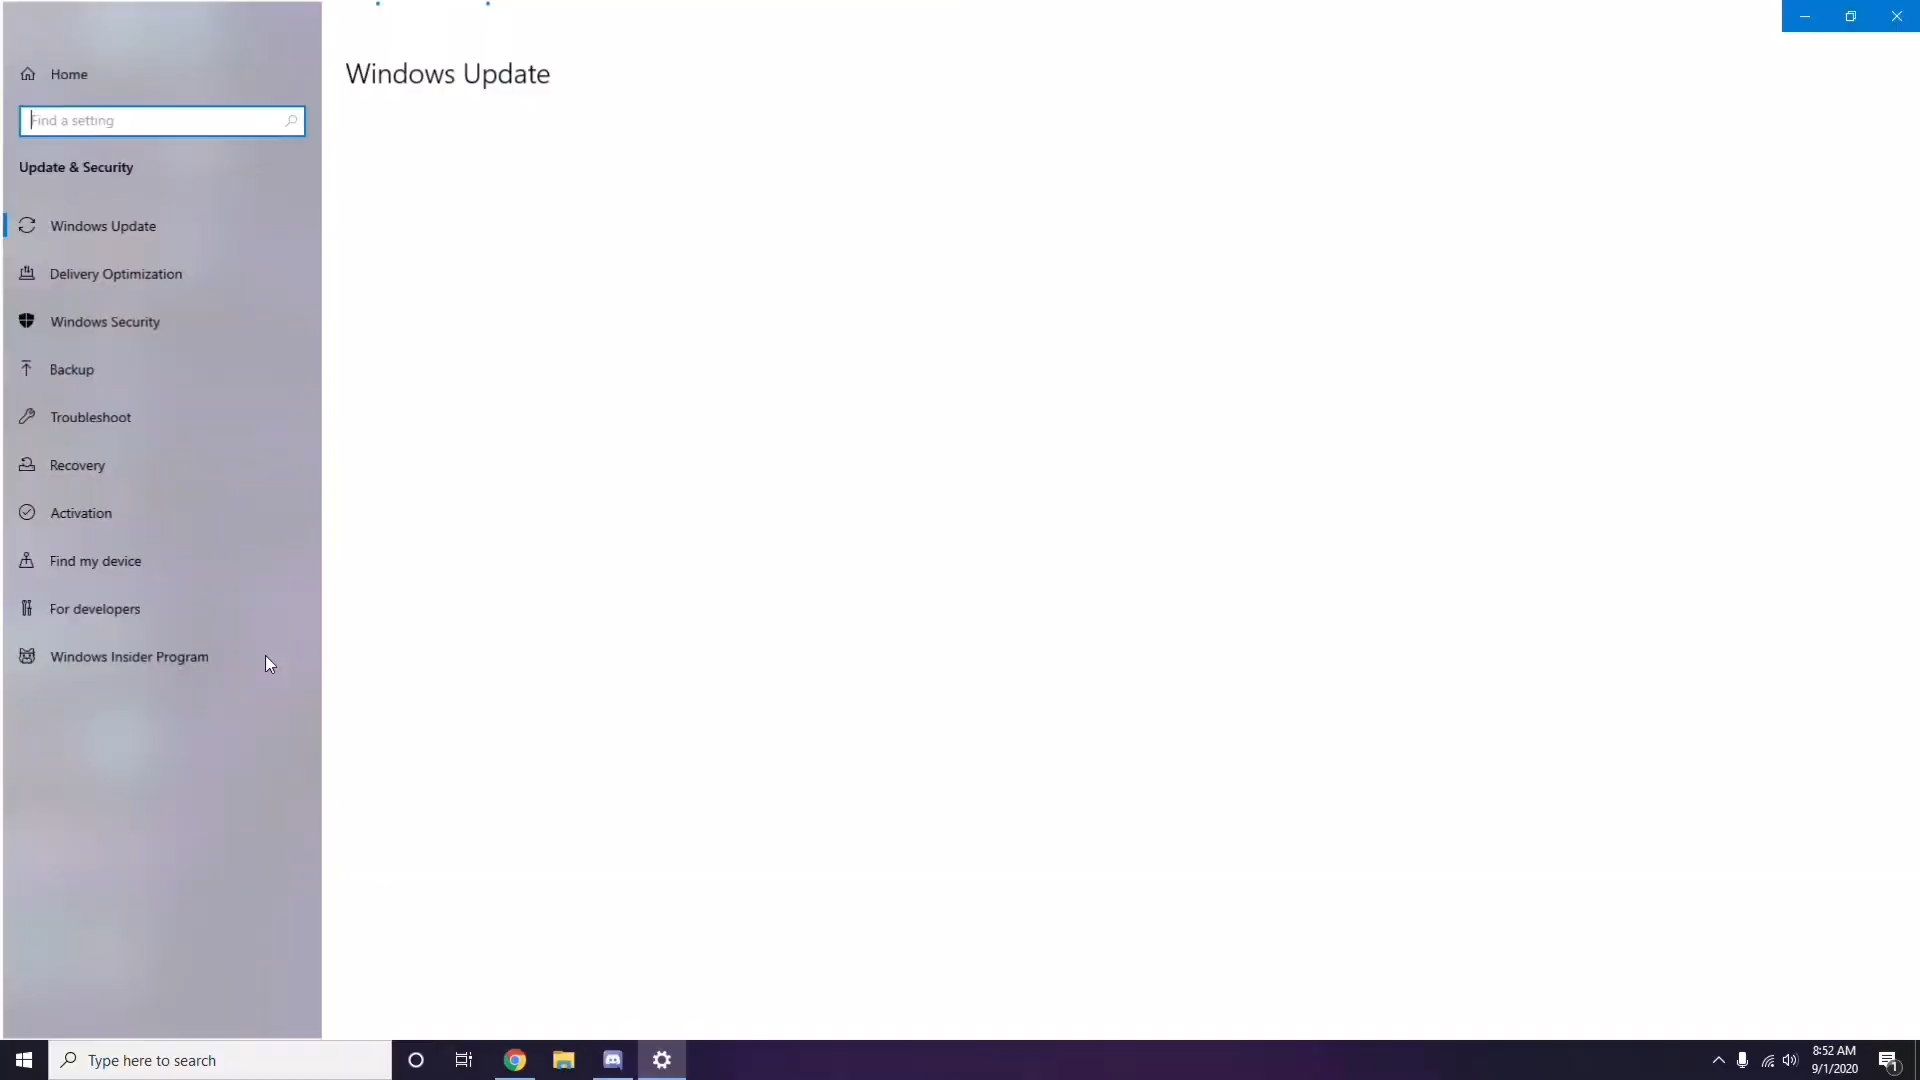 Home
Find a setting
Update & Security
Windows Update
Delivery Optimization
Windows Security
Backup
Troubleshoot
Recovery
Activation
Find my device
For developers
Windows Insider Program
Windows Update
Type here to search
8:52 AM
9/1/2020
1